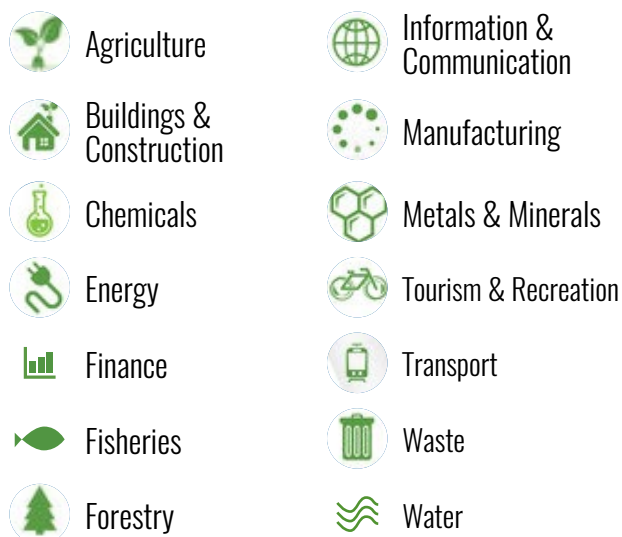 Agriculture
Buildings &
Construction
Chemicals
Energy
Finance
Fisheries
Forestry
Information &
Communication
Manufacturing
Metals & Minerals
Tourism & Recreation
Transport
Waste
Water